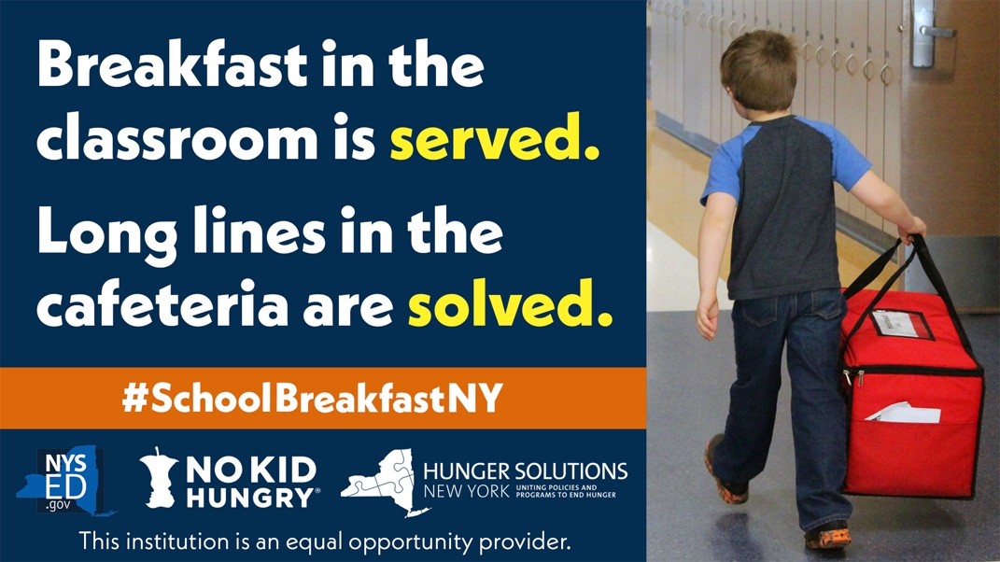 Breakfast in the
classroom is served.
Long lines in the
cafeteria are solved.
#SchoolBreakfastNY
NYS
ED
.gov
NO KID
HUNGRY®
HUNGER SOLUTIONS
NEW YORK UNITING POLICIES AND
PROGRAMS TO END HUNGER
This institution is an equal opportunity provider.